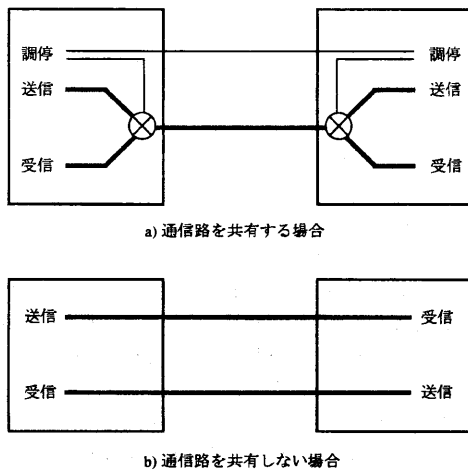 調停 調停
送信 送信
受信 受信
a) 通信路を共有する場合
送信 受信
受信 送信
b) 通信路を共有しない場合